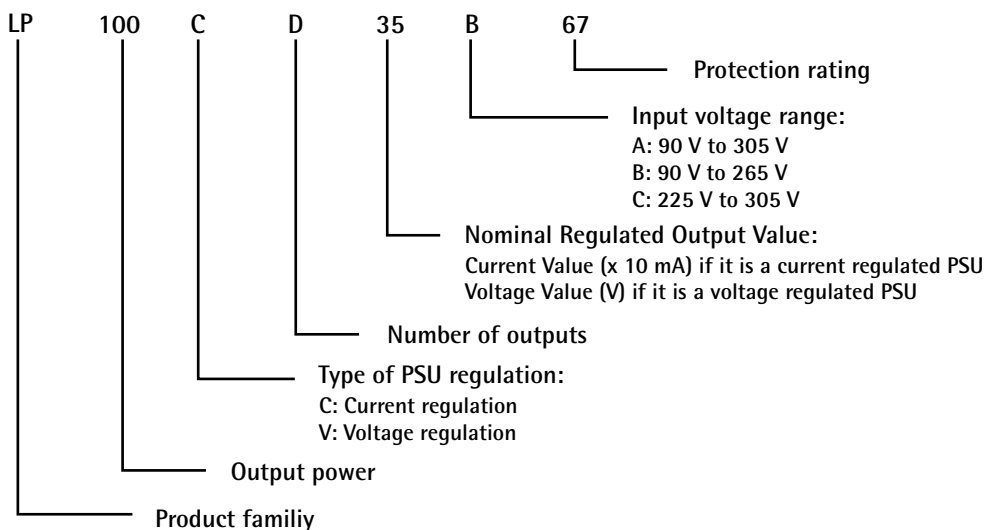 LP 100 C D 35 B 67
Protection rating
Input voltage range:
A: 90 V to 305 V
B: 90 V to 265 V
C: 225 V to 305 V
Nominal Regulated Output Value:
Current Value (x 10 mA) if it is a current regulated PSU
Voltage Value (V) if it is a voltage regulated PSU
Number of outputs
Type of PSU regulation:
C: Current regulation
V: Voltage regulation
Output power
Product familiy